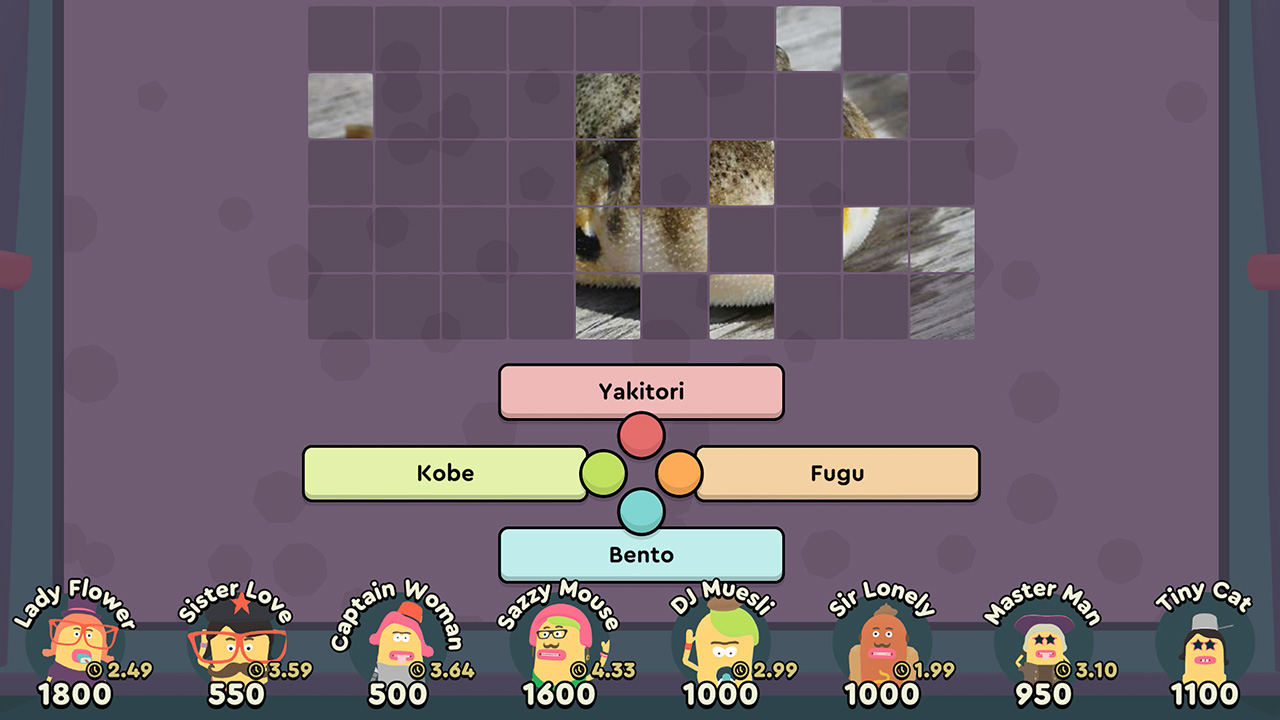 Yakitori
Kobe
Fugu
Bento
Lady Flower
Sister Love
Captain Woman
Sazzy Mouse
DJ Muesli
Sir Lonely
Master Man
Tiny Cat
2.49
3.59
3.64
4.33
2.99
1.99
3.10
1800
550
500
1600
1000
1000
950
1100